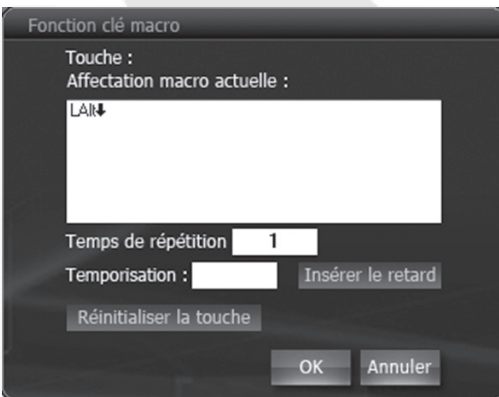 Fonction clé macro
Touche :
Affectation macro actuelle :
LAlt⬇
Temps de répétition 1
Temporisation : Insérer le retard
Réinitialiser la touche
OK Annuler